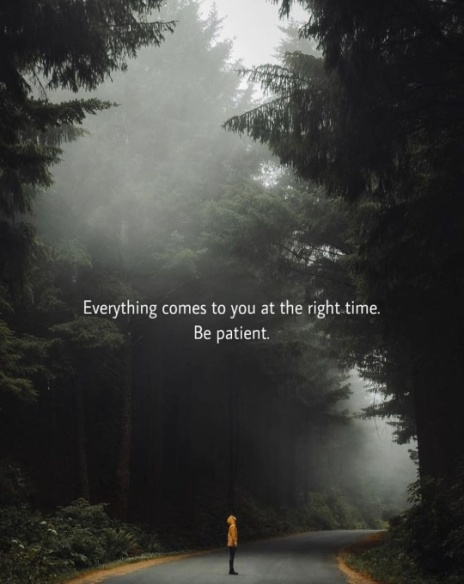 Everything comes to you at the right time.
Be patient.